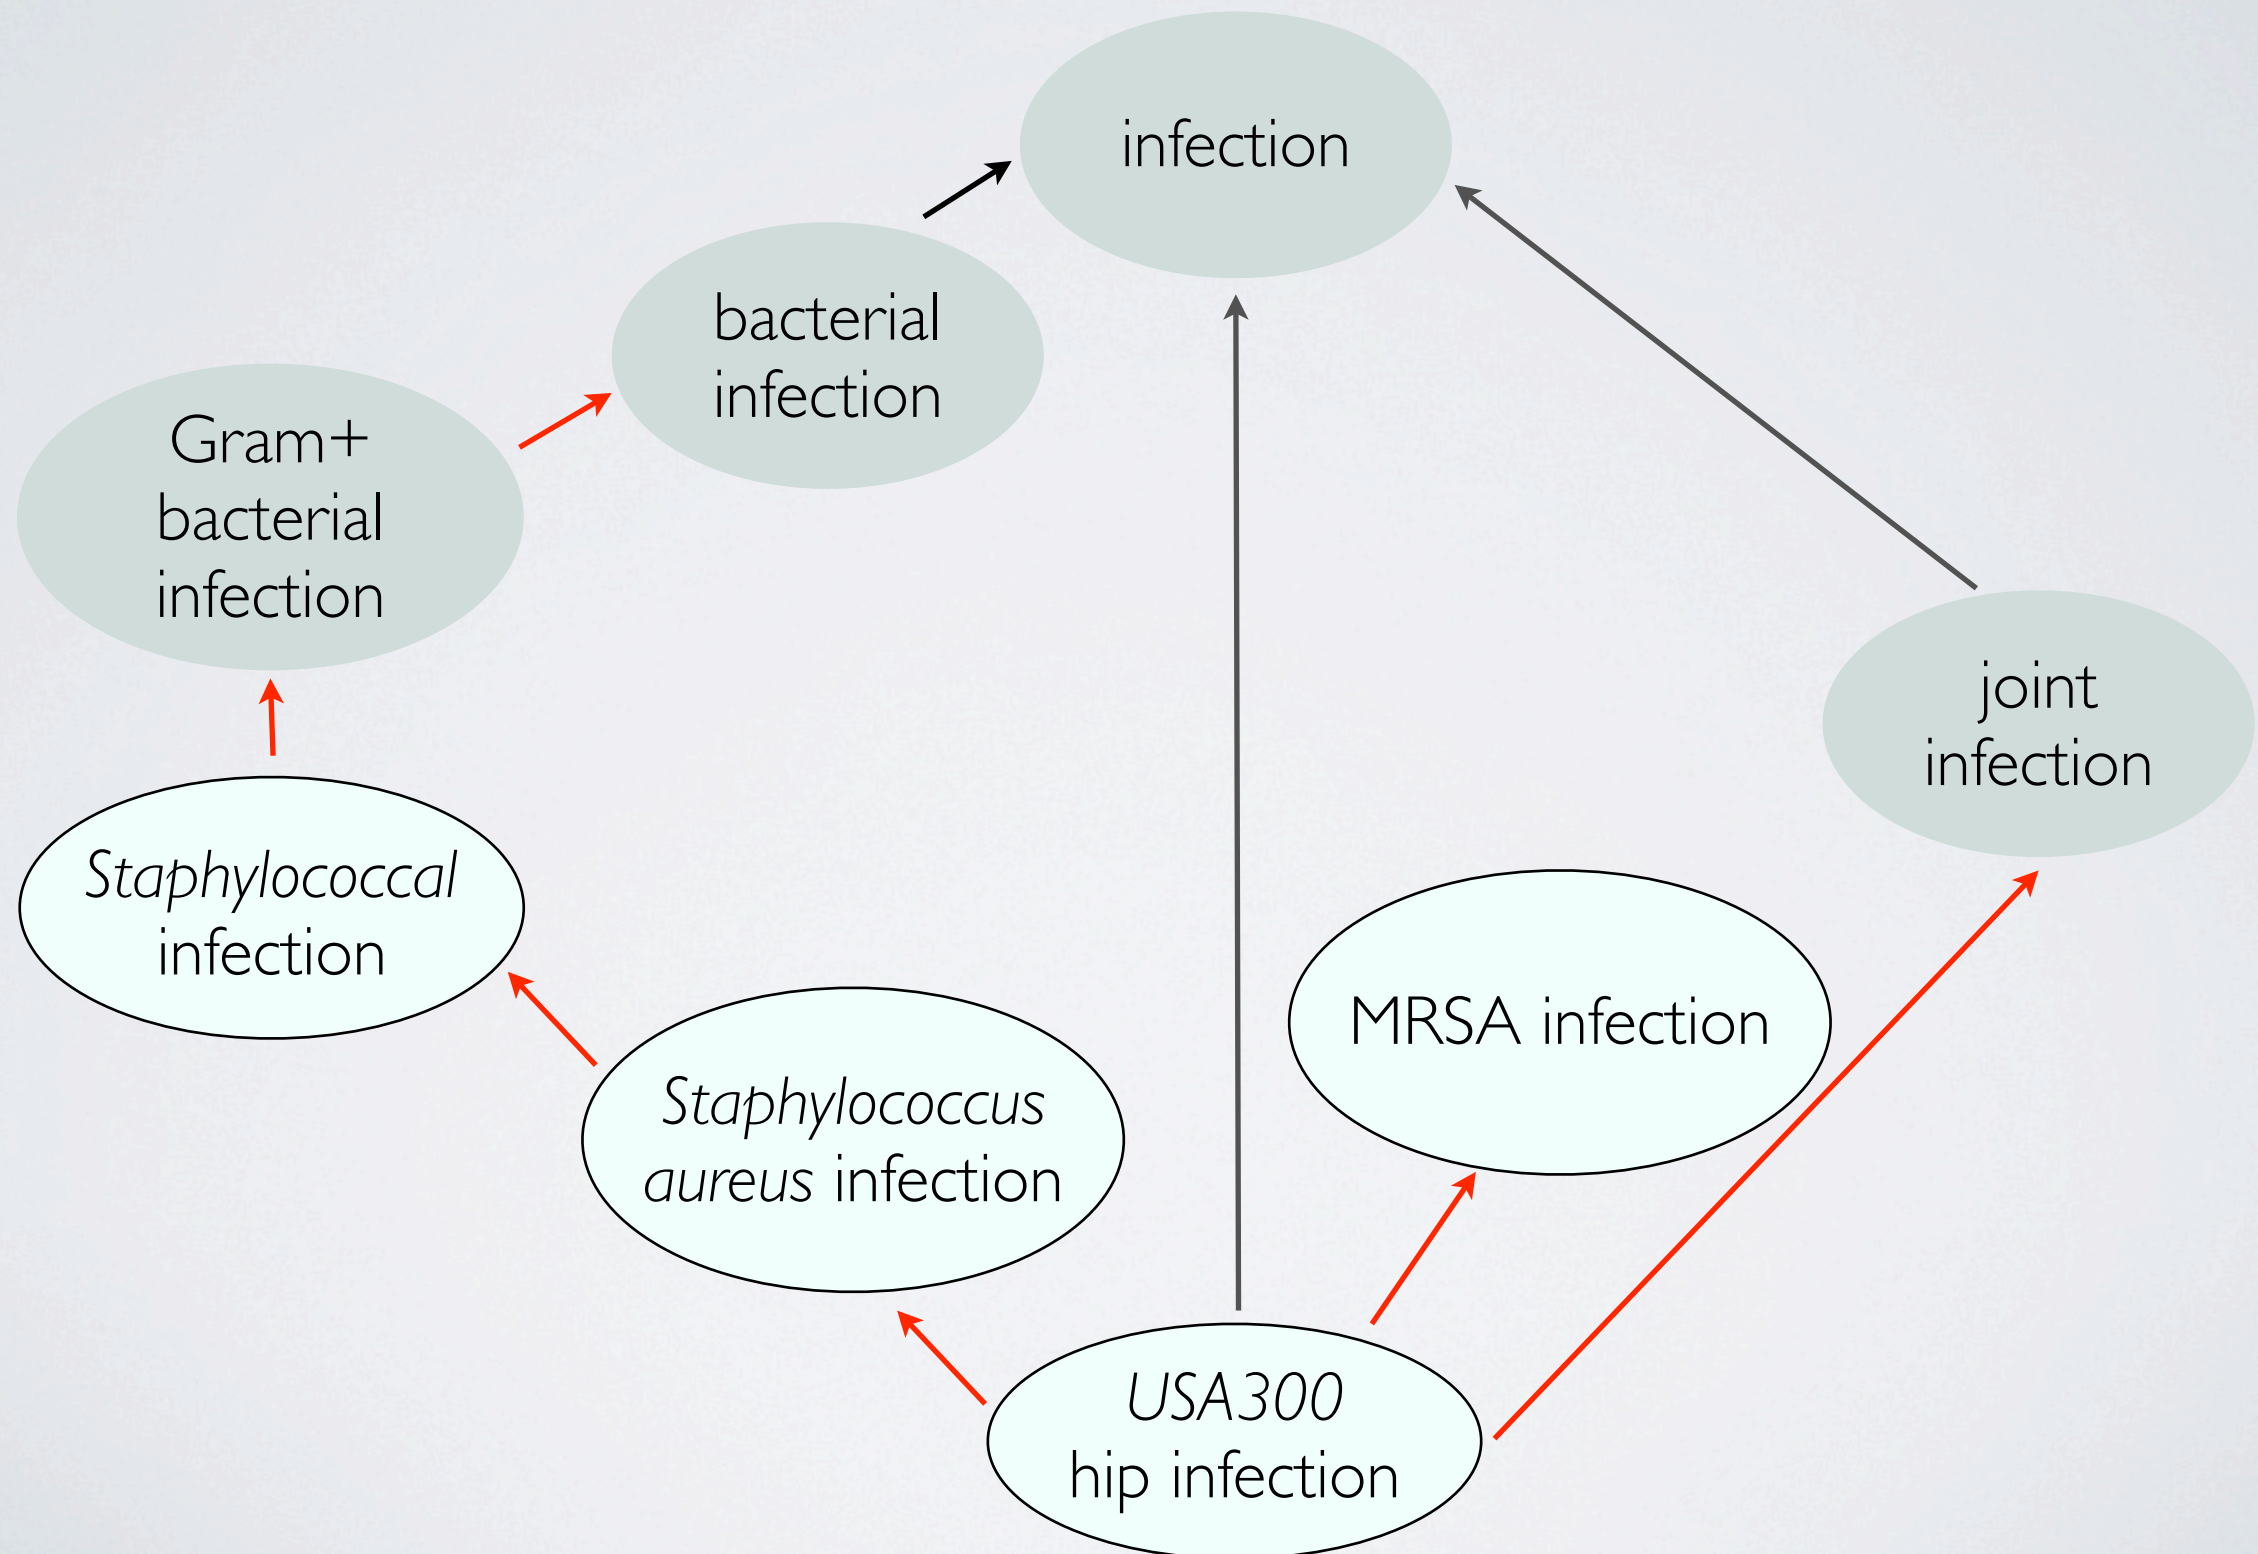 infection
bacterial
infection
Gram+
bacterial
infection
joint
infection
Staphylococcal
infection
MRSA infection
Staphylococcus
aureus infection
USA300
hip infection